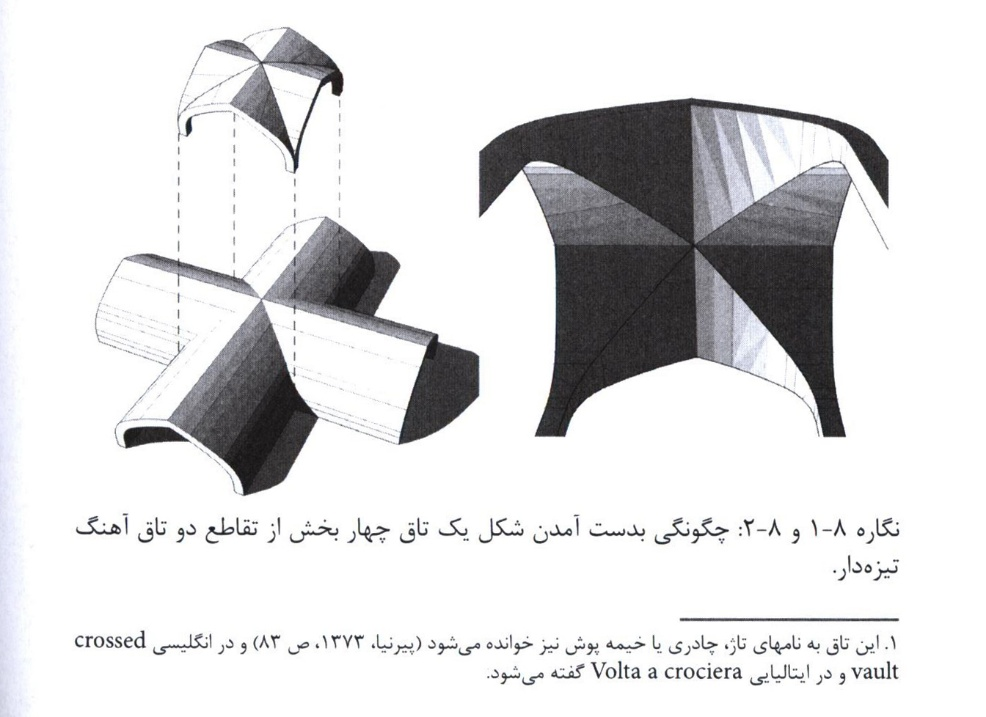 نگاره ۸-۱ و ۸-۲: چگونگی بدست آمدن شکل یک تاق چهار بخش از تقاطع دو تاق آهنگ
تیزه‌دار.
۱. این تاق به نامهای تاژ، چادری یا خیمه پوش نیز خوانده می‌شود (پیرنیا، ۱۳۷۳، ص ۸۳) و در انگلیسی crossed
vault و در ایتالیایی Volta a crociera گفته می‌شود.